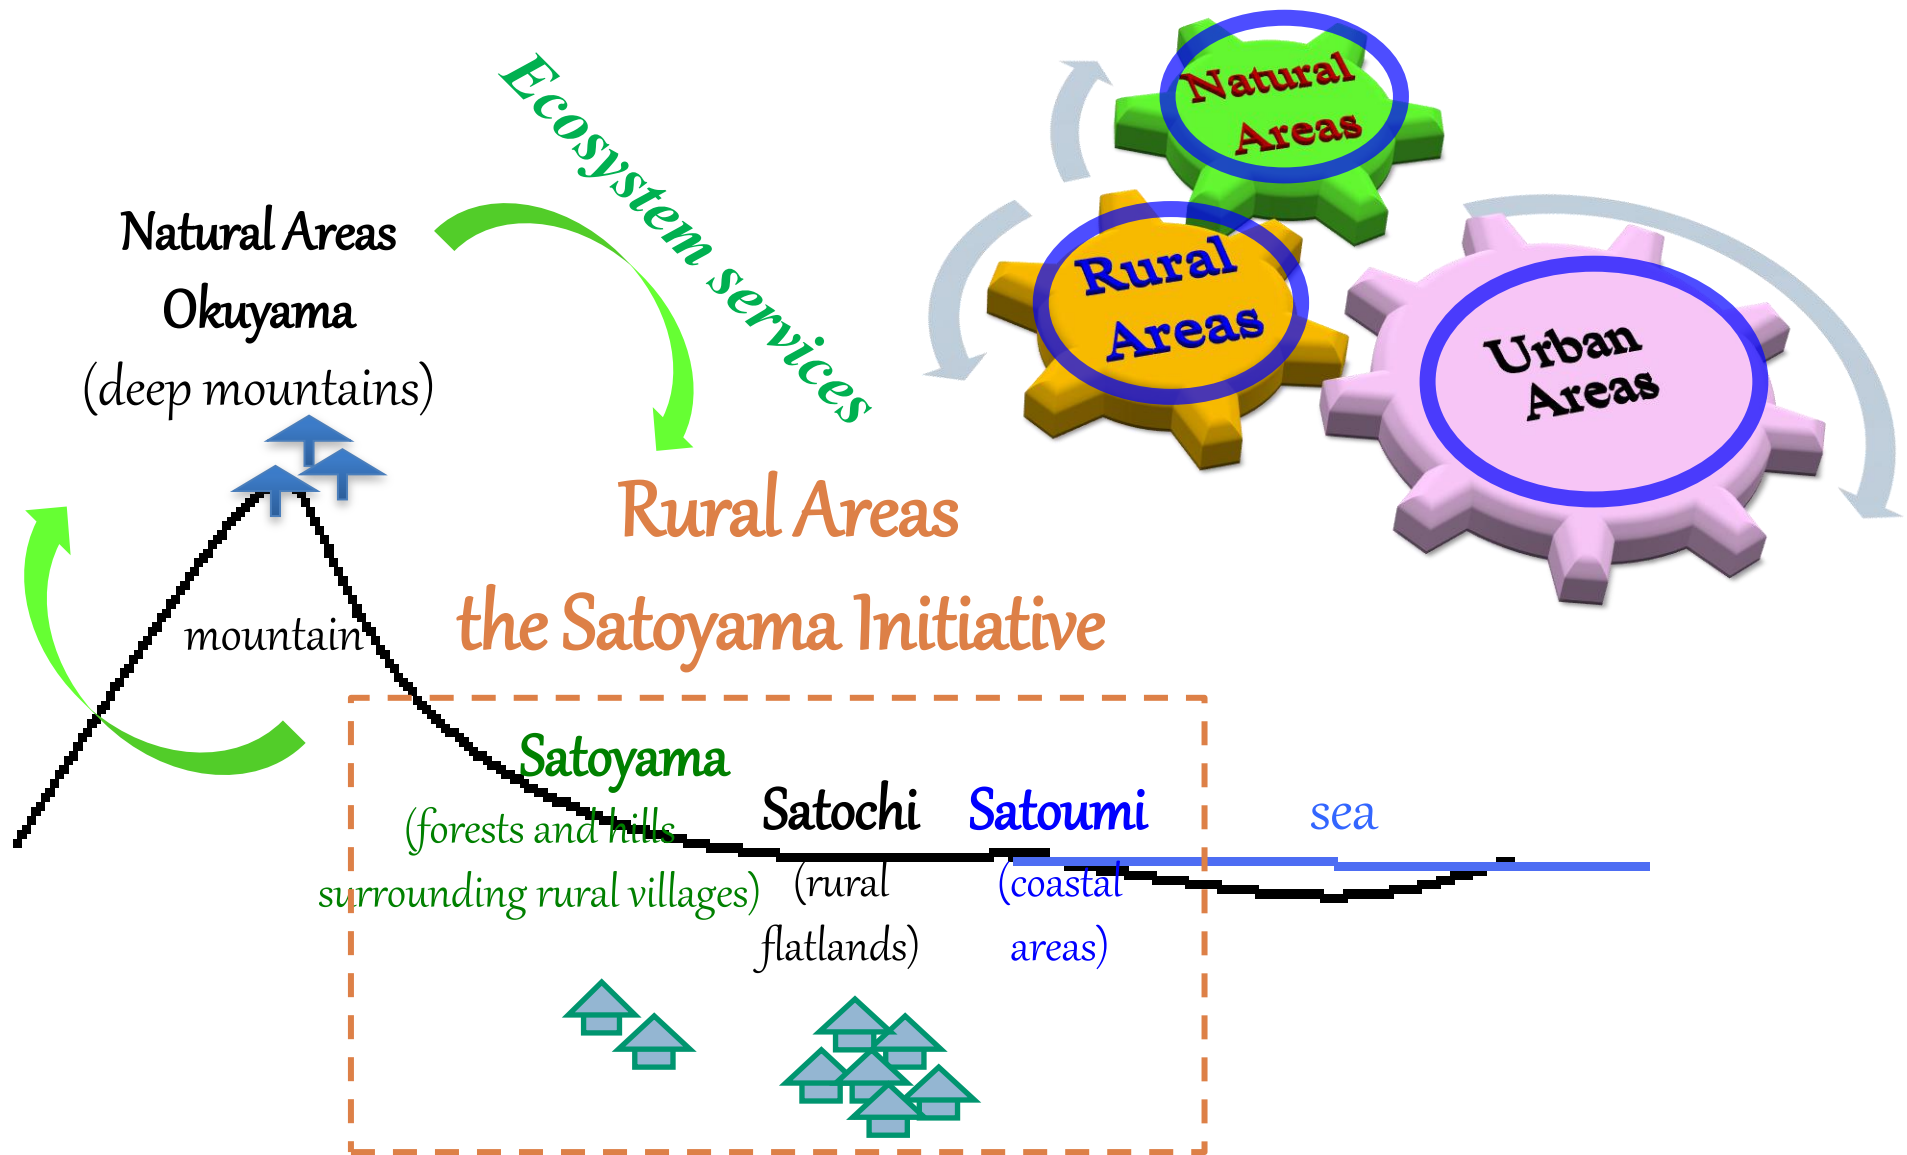 Ecosystem services
Natural
Areas
Rural
Areas
Urban
Areas
Natural Areas
Okuyama
(deep mountains)
Rural Areas
the Satoyama Initiative
mountain
Satoyama
(forests and hills
surrounding rural villages)
Satochi
(rural
flatlands)
Satoumi
(coastal
areas)
sea